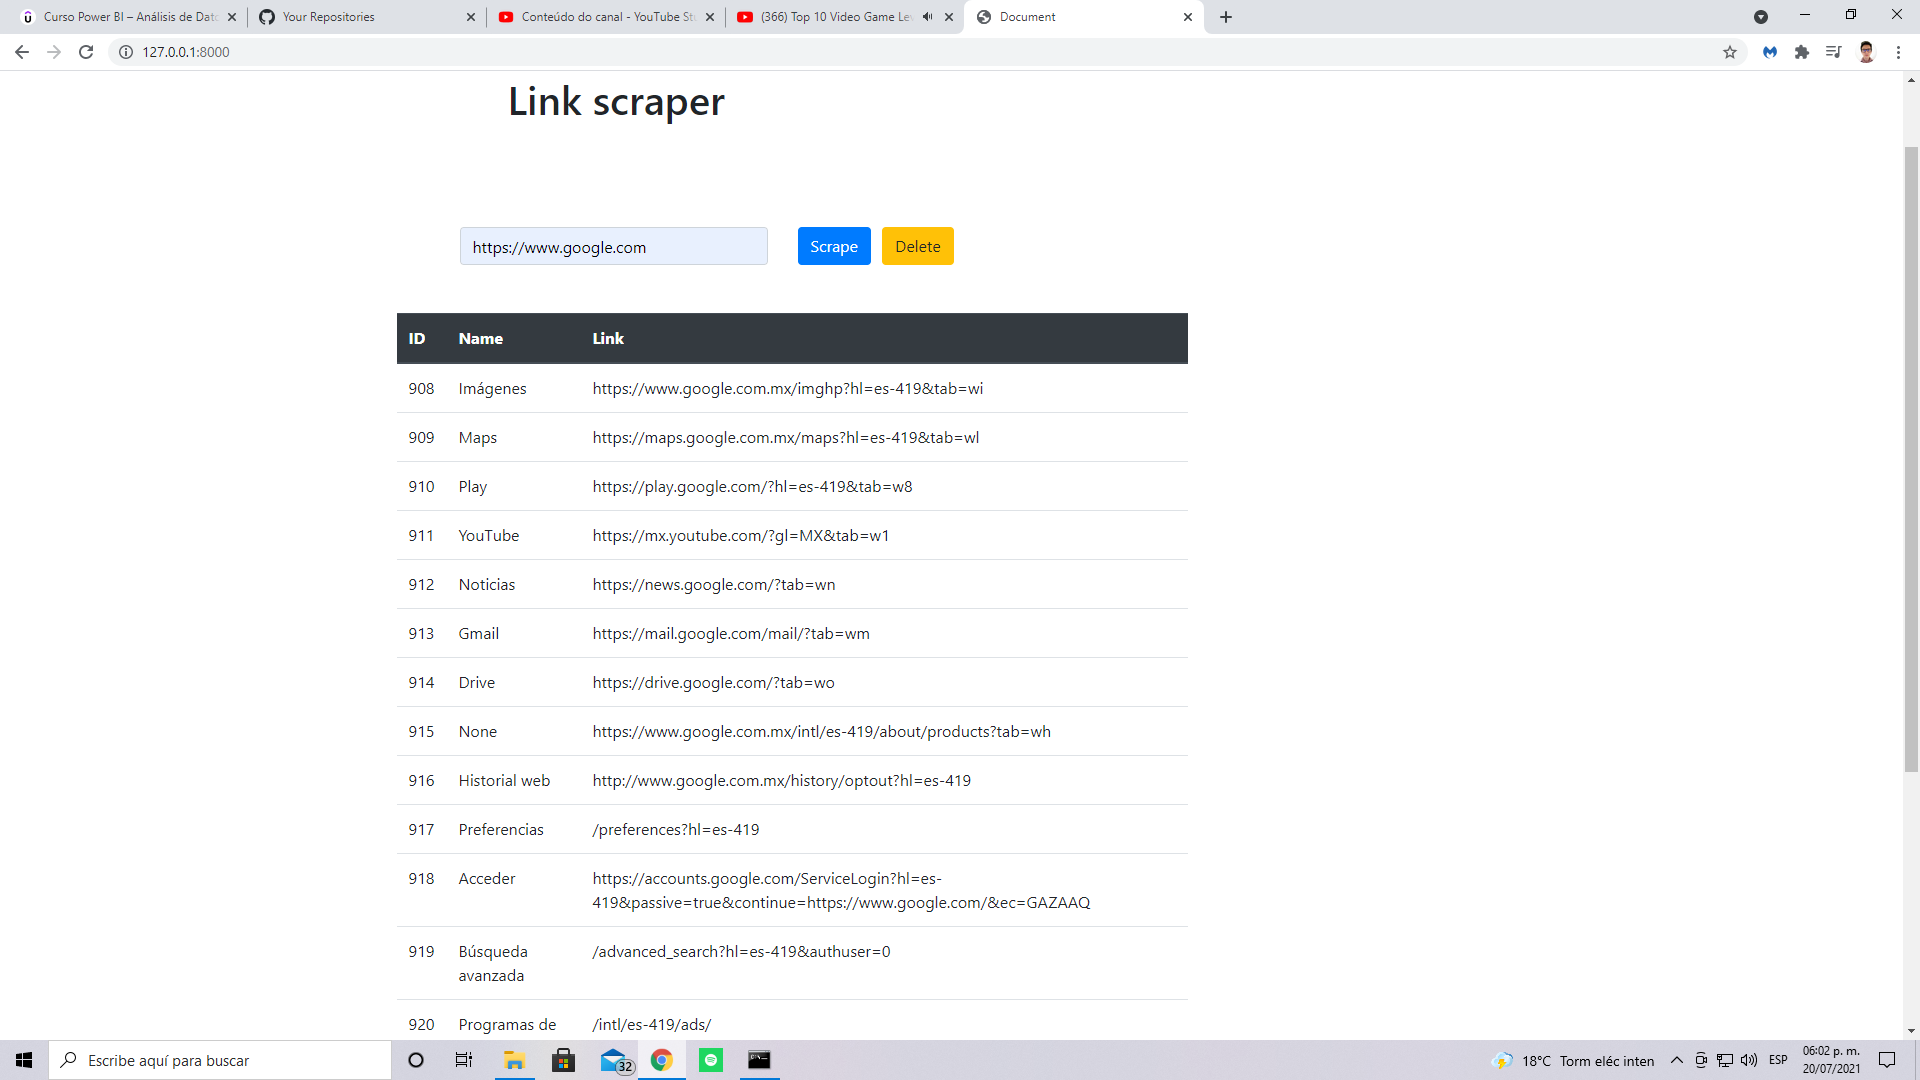 Curso Power BI – Análisis de Dato
Your Repositories
Conteúdo do canal - YouTube St
(366) Top 10 Video Game Lev
Document
127.0.0.1:8000
Link scraper
https://www.google.com
Scrape
Delete
ID Name Link
908 Imágenes https://www.google.com.mx/imghp?hl=es-419&tab=wi
909 Maps https://maps.google.com.mx/maps?hl=es-419&tab=wl
910 Play https://play.google.com/?hl=es-419&tab=w8
911 YouTube https://mx.youtube.com/?gl=MX&tab=w1
912 Noticias https://news.google.com/?tab=wn
913 Gmail https://mail.google.com/mail/?tab=wm
914 Drive https://drive.google.com/?tab=wo
915 None https://www.google.com.mx/intl/es-419/about/products?tab=wh
916 Historial web http://www.google.com.mx/history/optout?hl=es-419
917 Preferencias /preferences?hl=es-419
918 Acceder https://accounts.google.com/ServiceLogin?hl=es-
419&passive=true&continue=https://www.google.com/&ec=GAZAAQ
919 Búsqueda /advanced_search?hl=es-419&authuser=0
avanzada
920 Programas de /intl/es-419/ads/
Escribe aquí para buscar
32
18°C Torm eléc inten
ESP
06:02 p. m.
20/07/2021